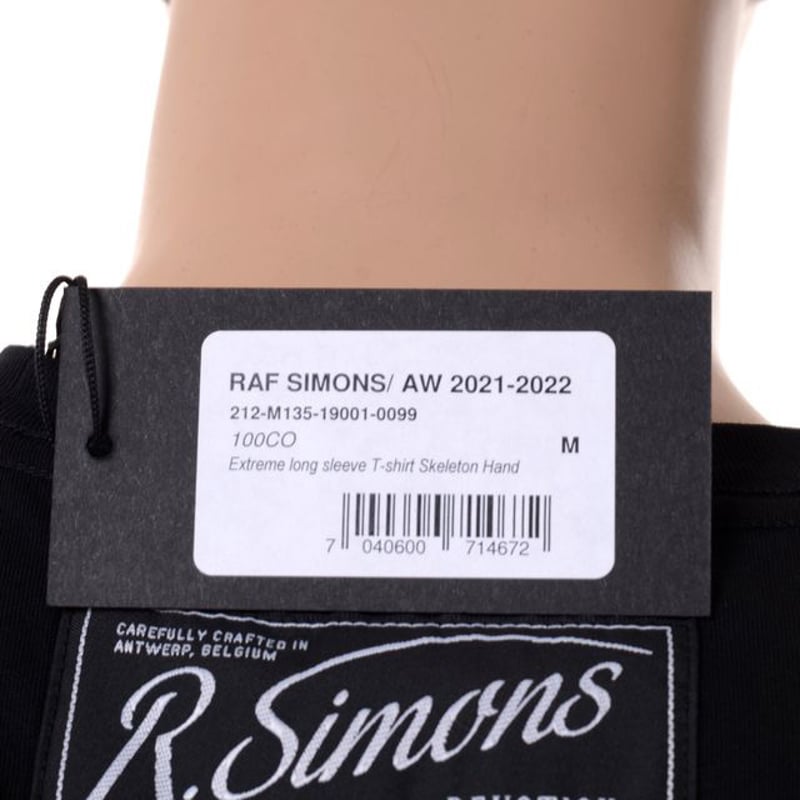 RAF SIMONS/ AW 2021-2022
212-M135-19001-0099
100CO
M
Extreme long sleeve T-shirt Skeleton Hand
7 040600 714672
CAREFULLY CRAFTED IN
ANTWERP, BELGIUM
R.Simons